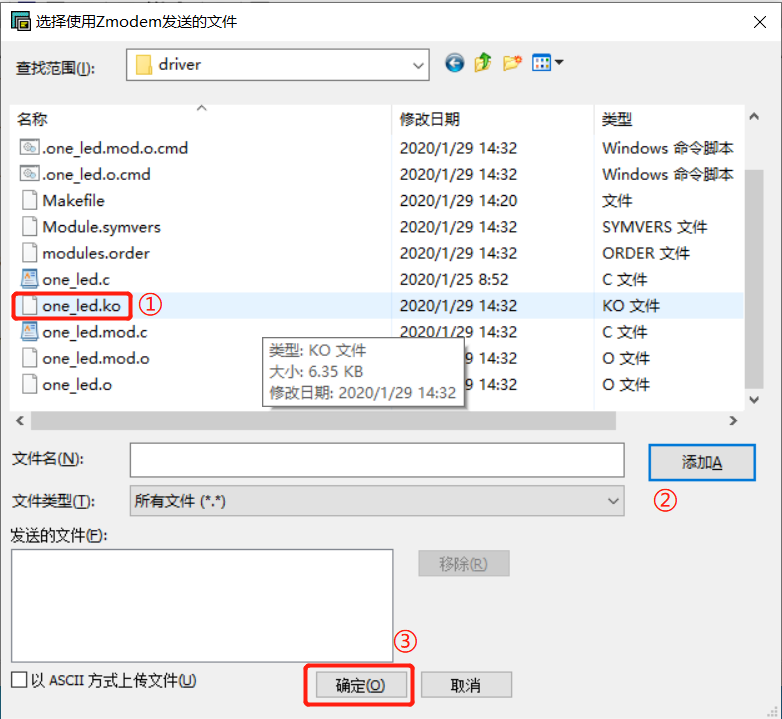 选择使用Zmodem发送的文件
查找范围(I): driver
名称 修改日期 类型
.one_led.mod.o.cmd 2020/1/29 14:32 Windows 命令脚本
.one_led.o.cmd 2020/1/29 14:32 Windows 命令脚本
Makefile 2020/1/29 14:20 文件
Module.symvers 2020/1/29 14:32 SYMVERS 文件
modules.order 2020/1/29 14:32 ORDER 文件
one_led.c 2020/1/25 8:52 C 文件
one_led.ko ① 2020/1/29 14:32 KO 文件
one_led.mod.c 2020/1/29 14:32 C 文件
one_led.mod.o 9 14:32 O 文件
one_led.o 9 14:32 O 文件
类型: KO 文件
大小: 6.35 KB
修改日期: 2020/1/29 14:32
文件名(N): 添加A
文件类型(T): 所有文件 (*.*) ②
发送的文件(F):
移除(R)
③
以 ASCII 方式上传文件(U) 确定(O) 取消